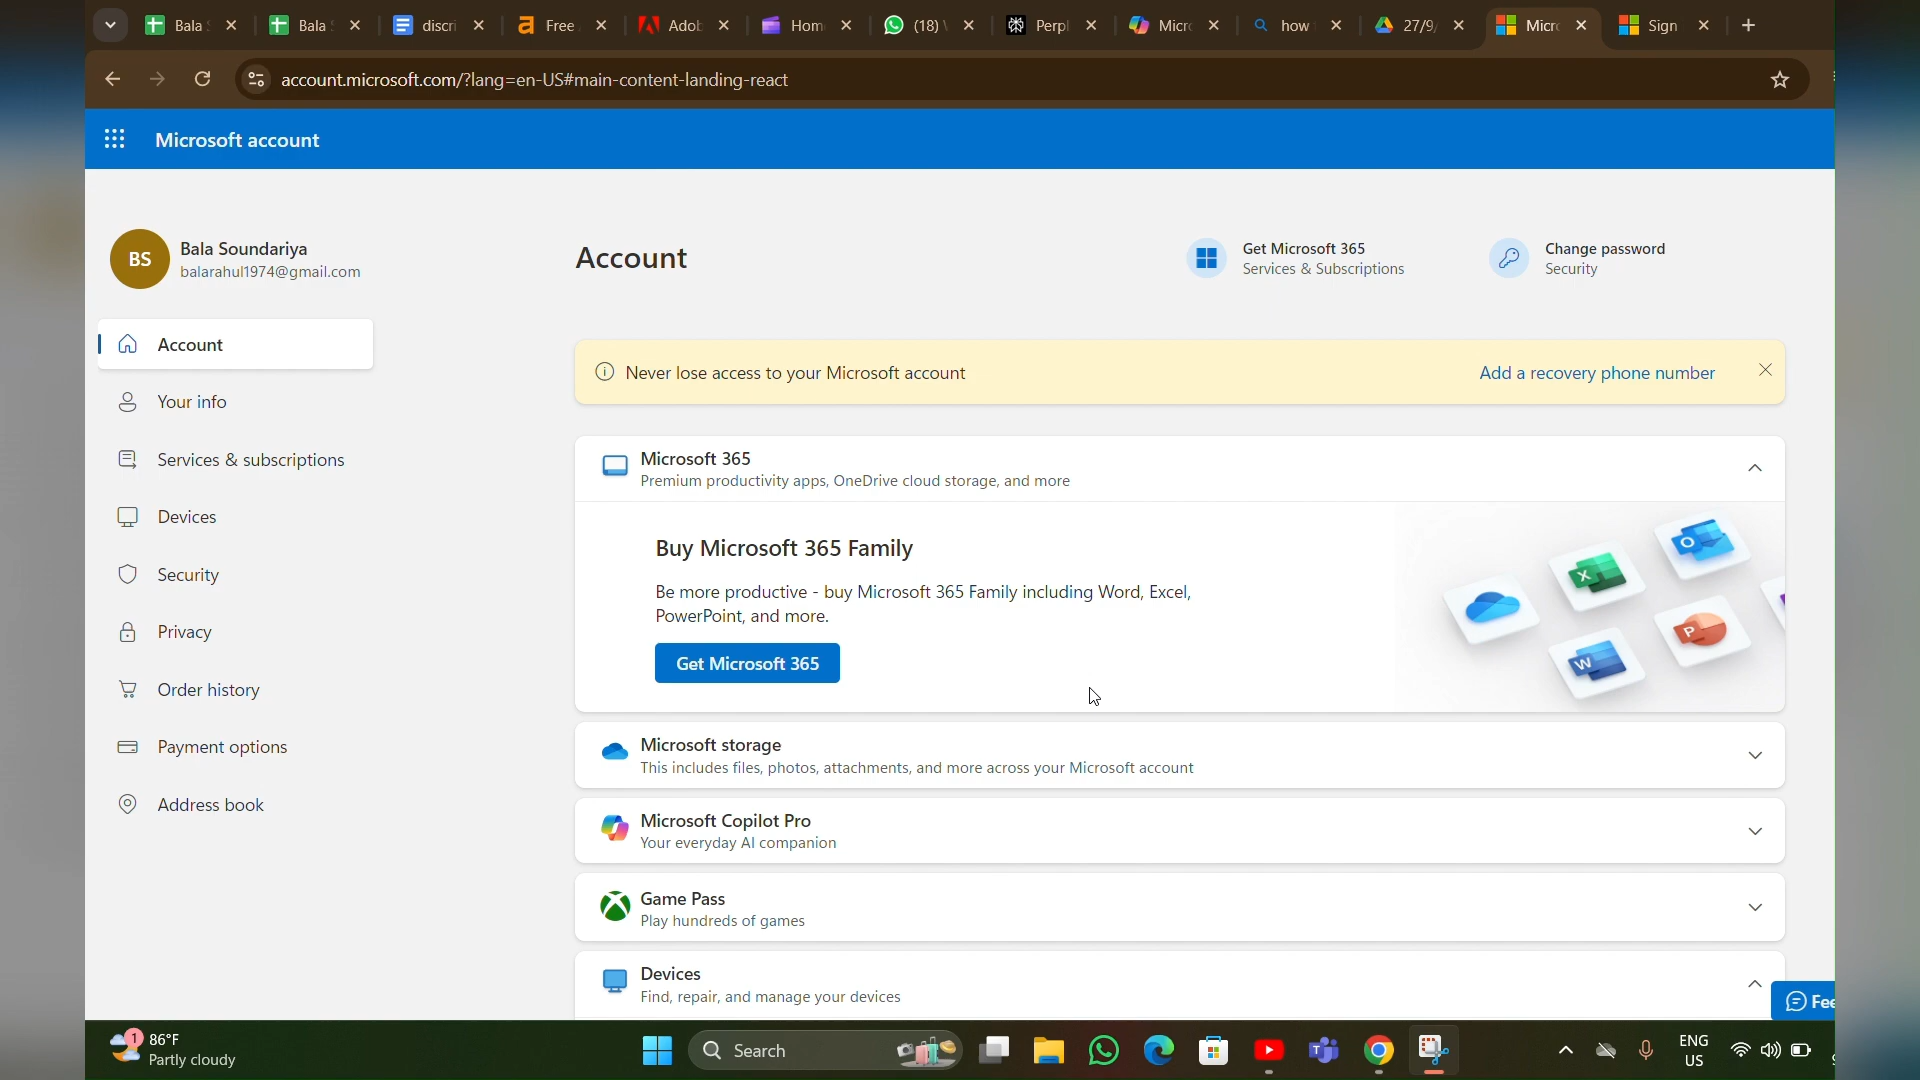 Bala
Bala
discri
Free
Adob
Hom
(18)
Perpl
Micr
how
27/9/
Micr
Sign
account.microsoft.com/?lang=en-US#main-content-landing-react
Microsoft account
BS
Bala Soundariya
balarahul1974@gmail.com
Account
Get Microsoft 365
Services & Subscriptions
Change password
Security
Account
Your info
Services & subscriptions
Devices
Security
Privacy
Order history
Payment options
Address book
Never lose access to your Microsoft account
Add a recovery phone number
Microsoft 365
Premium productivity apps, OneDrive cloud storage, and more
Buy Microsoft 365 Family
Be more productive - buy Microsoft 365 Family including Word, Excel,
PowerPoint, and more.
Get Microsoft 365
Microsoft storage
This includes files, photos, attachments, and more across your Microsoft account
Microsoft Copilot Pro
Your everyday AI companion
Game Pass
Play hundreds of games
Devices
Find, repair, and manage your devices
Fee
1
86°F
Partly cloudy
Search
ENG
US